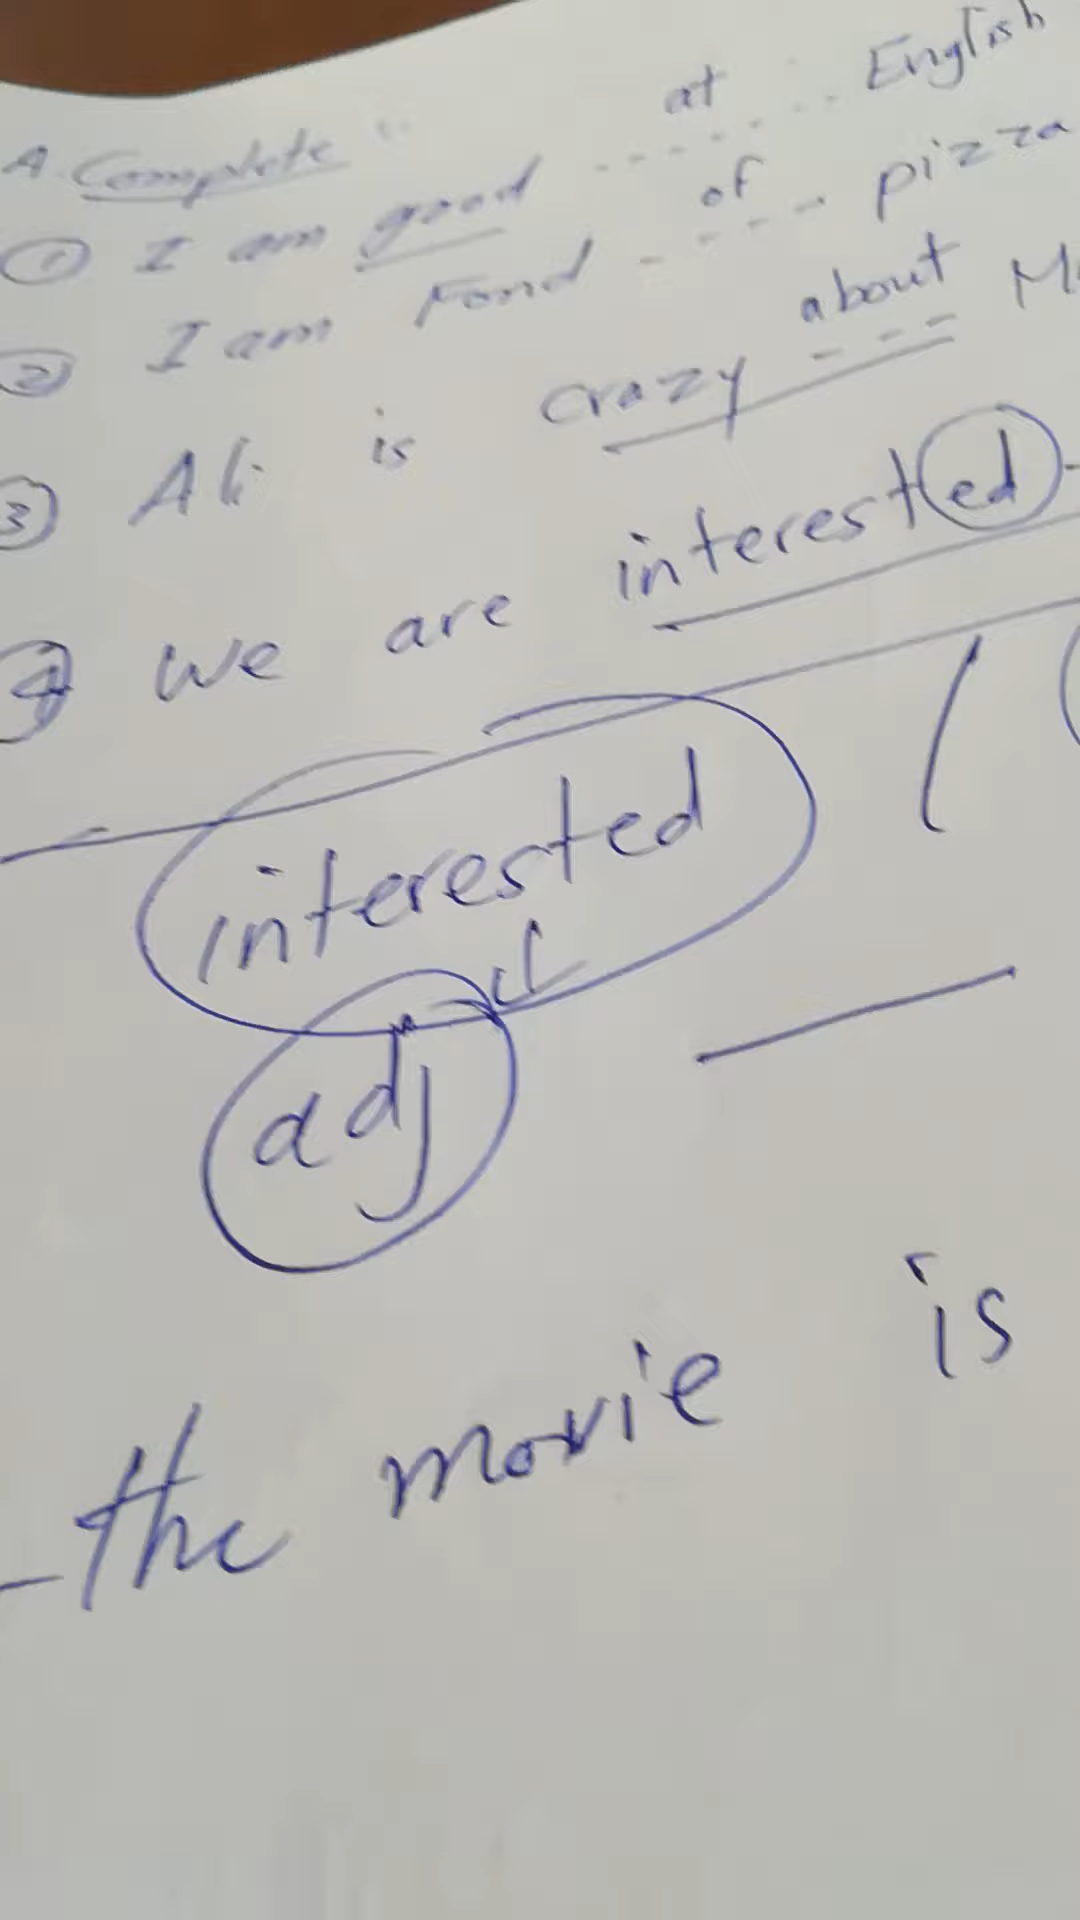 A. Complete
① I am good ... at ... English
② I am Fond ... of ... pizza
③ Ali is crazy about
④ we are interested
interested
adj
- the movie is